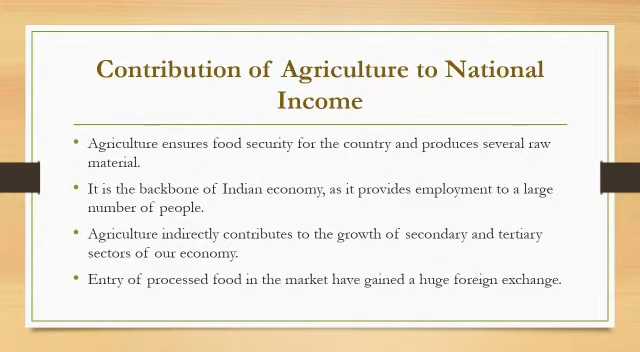 Contribution of Agriculture to National
Income
• Agriculture ensures food security for the country and produces several raw
material.
• It is the backbone of Indian economy, as it provides employment to a large
number of people.
• Agriculture indirectly contributes to the growth of secondary and tertiary
sectors of our economy.
• Entry of processed food in the market have gained a huge foreign exchange.